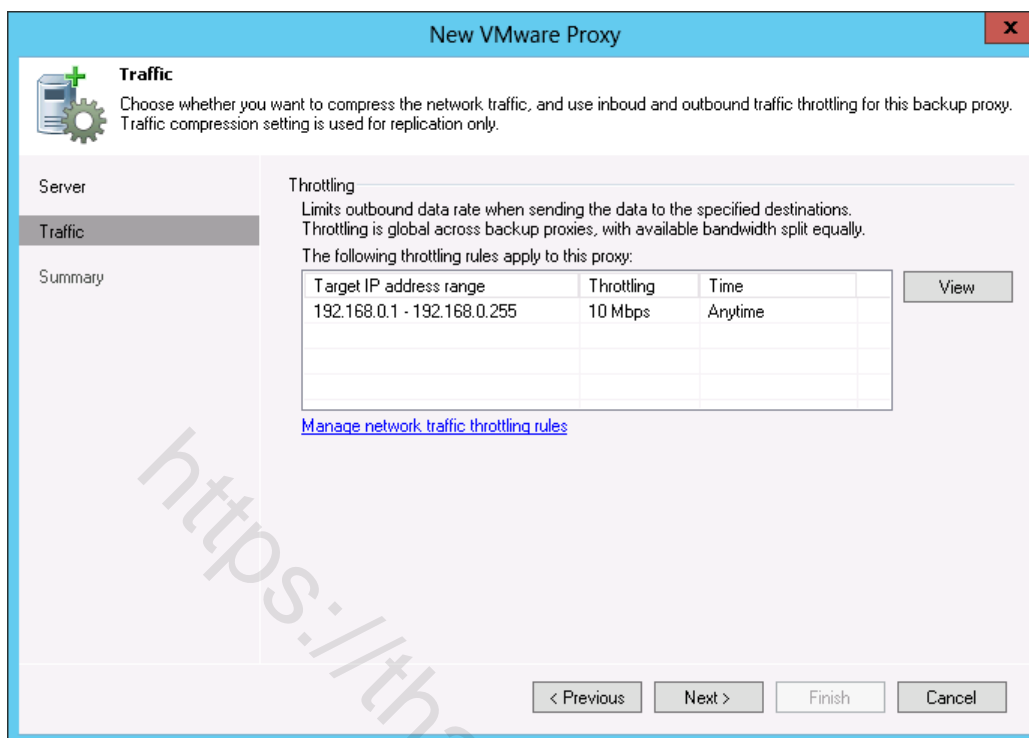 New VMware Proxy
x
Traffic
Choose whether you want to compress the network traffic, and use inboud and outbound traffic throttling for this backup proxy.
Traffic compression setting is used for replication only.
Server
Traffic
Summary
Throttling
Limits outbound data rate when sending the data to the specified destinations.
Throttling is global across backup proxies, with available bandwidth split equally.
The following throttling rules apply to this proxy:
Target IP address range Throttling Time
192.168.0.1 - 192.168.0.255 10 Mbps Anytime
View
Manage network traffic throttling rules
https://th
< Previous Next > Finish Cancel